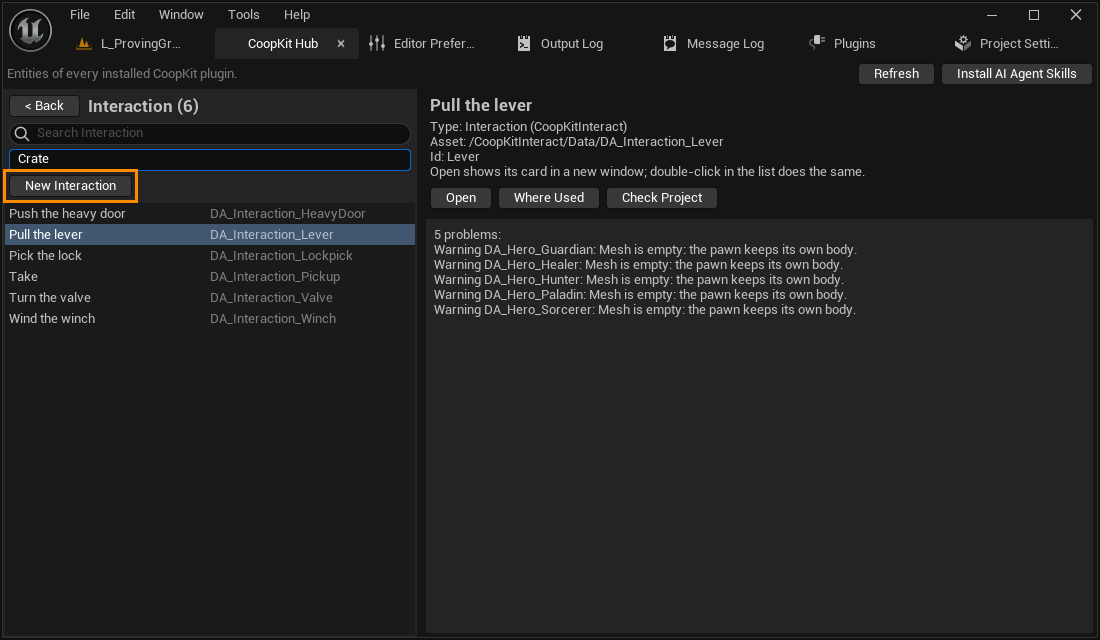 File Edit Window Tools Help
L_ProvingGr... CoopKit Hub × Editor Prefer... Output Log Message Log Plugins Project Setti...
Entities of every installed CoopKit plugin. Refresh Install AI Agent Skills
< Back Interaction (6)
Search Interaction
Crate
New Interaction
Push the heavy door DA_Interaction_HeavyDoor
Pull the lever DA_Interaction_Lever
Pick the lock DA_Interaction_Lockpick
Take DA_Interaction_Pickup
Turn the valve DA_Interaction_Valve
Wind the winch DA_Interaction_Winch
Pull the lever
Type: Interaction (CoopKitInteract)
Asset: /CoopKitInteract/Data/DA_Interaction_Lever
Id: Lever
Open shows its card in a new window; double-click in the list does the same.
Open Where Used Check Project
5 problems:
Warning DA_Hero_Guardian: Mesh is empty: the pawn keeps its own body.
Warning DA_Hero_Healer: Mesh is empty: the pawn keeps its own body.
Warning DA_Hero_Hunter: Mesh is empty: the pawn keeps its own body.
Warning DA_Hero_Paladin: Mesh is empty: the pawn keeps its own body.
Warning DA_Hero_Sorcerer: Mesh is empty: the pawn keeps its own body.